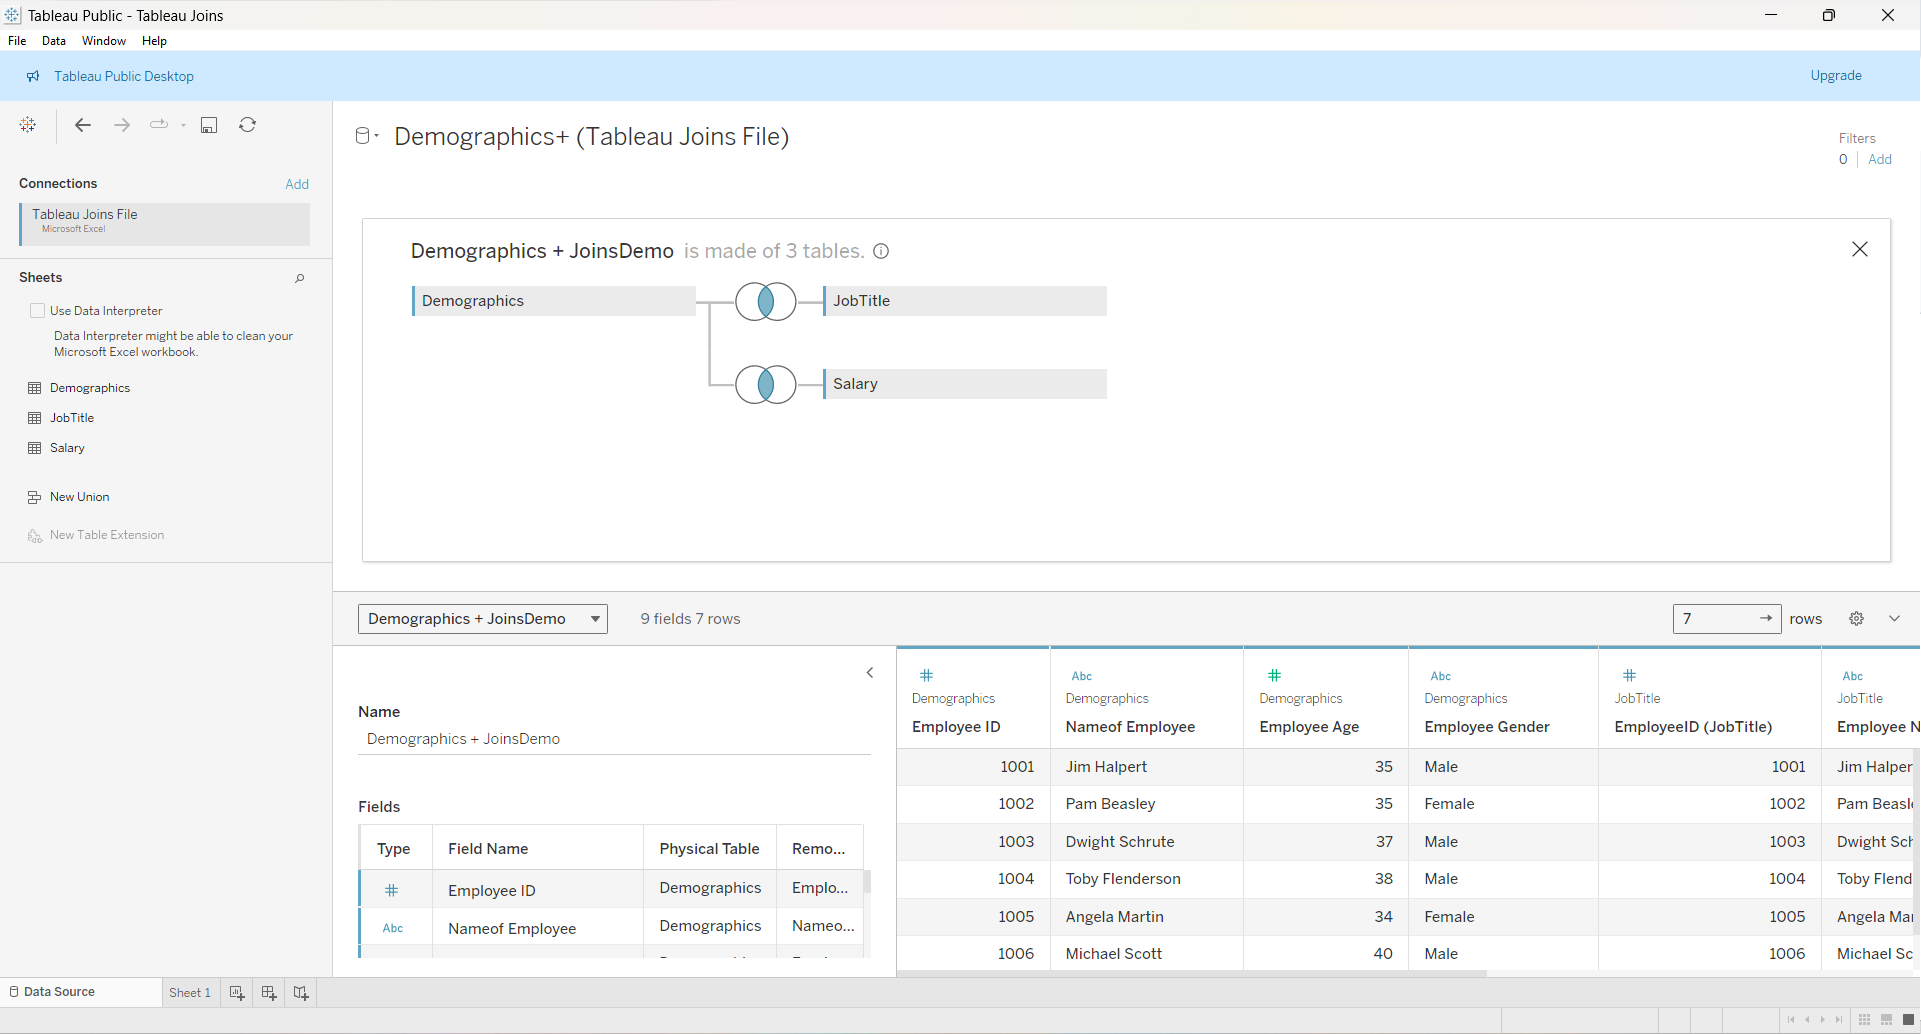 Tableau Public - Tableau Joins
File Data Window Help
Tableau Public Desktop
Upgrade
Connections
Add
Tableau Joins File
Microsoft Excel
Sheets
Use Data Interpreter
Data Interpreter might be able to clean your
Microsoft Excel workbook.
Demographics
JobTitle
Salary
New Union
New Table Extension
Demographics+ (Tableau Joins File)
Filters
0 Add
Demographics + JoinsDemo is made of 3 tables.
Demographics
JobTitle
Salary
Demographics + JoinsDemo
9 fields 7 rows
7 → rows
Name
Demographics + JoinsDemo
Fields
Type Field Name Physical Table Remo...
# Employee ID Demographics Emplo...
Abc Nameof Employee Demographics Nameo...
# Abc # Abc # Abc
Demographics Demographics Demographics Demographics JobTitle JobTitle
Employee ID Nameof Employee Employee Age Employee Gender EmployeeID (JobTitle) Employee N
1001 Jim Halpert 35 Male 1001 Jim Halper
1002 Pam Beasley 35 Female 1002 Pam Beasl
1003 Dwight Schrute 37 Male 1003 Dwight Sch
1004 Toby Flenderson 38 Male 1004 Toby Flend
1005 Angela Martin 34 Female 1005 Angela Mar
1006 Michael Scott 40 Male 1006 Michael Sc
Data Source Sheet 1